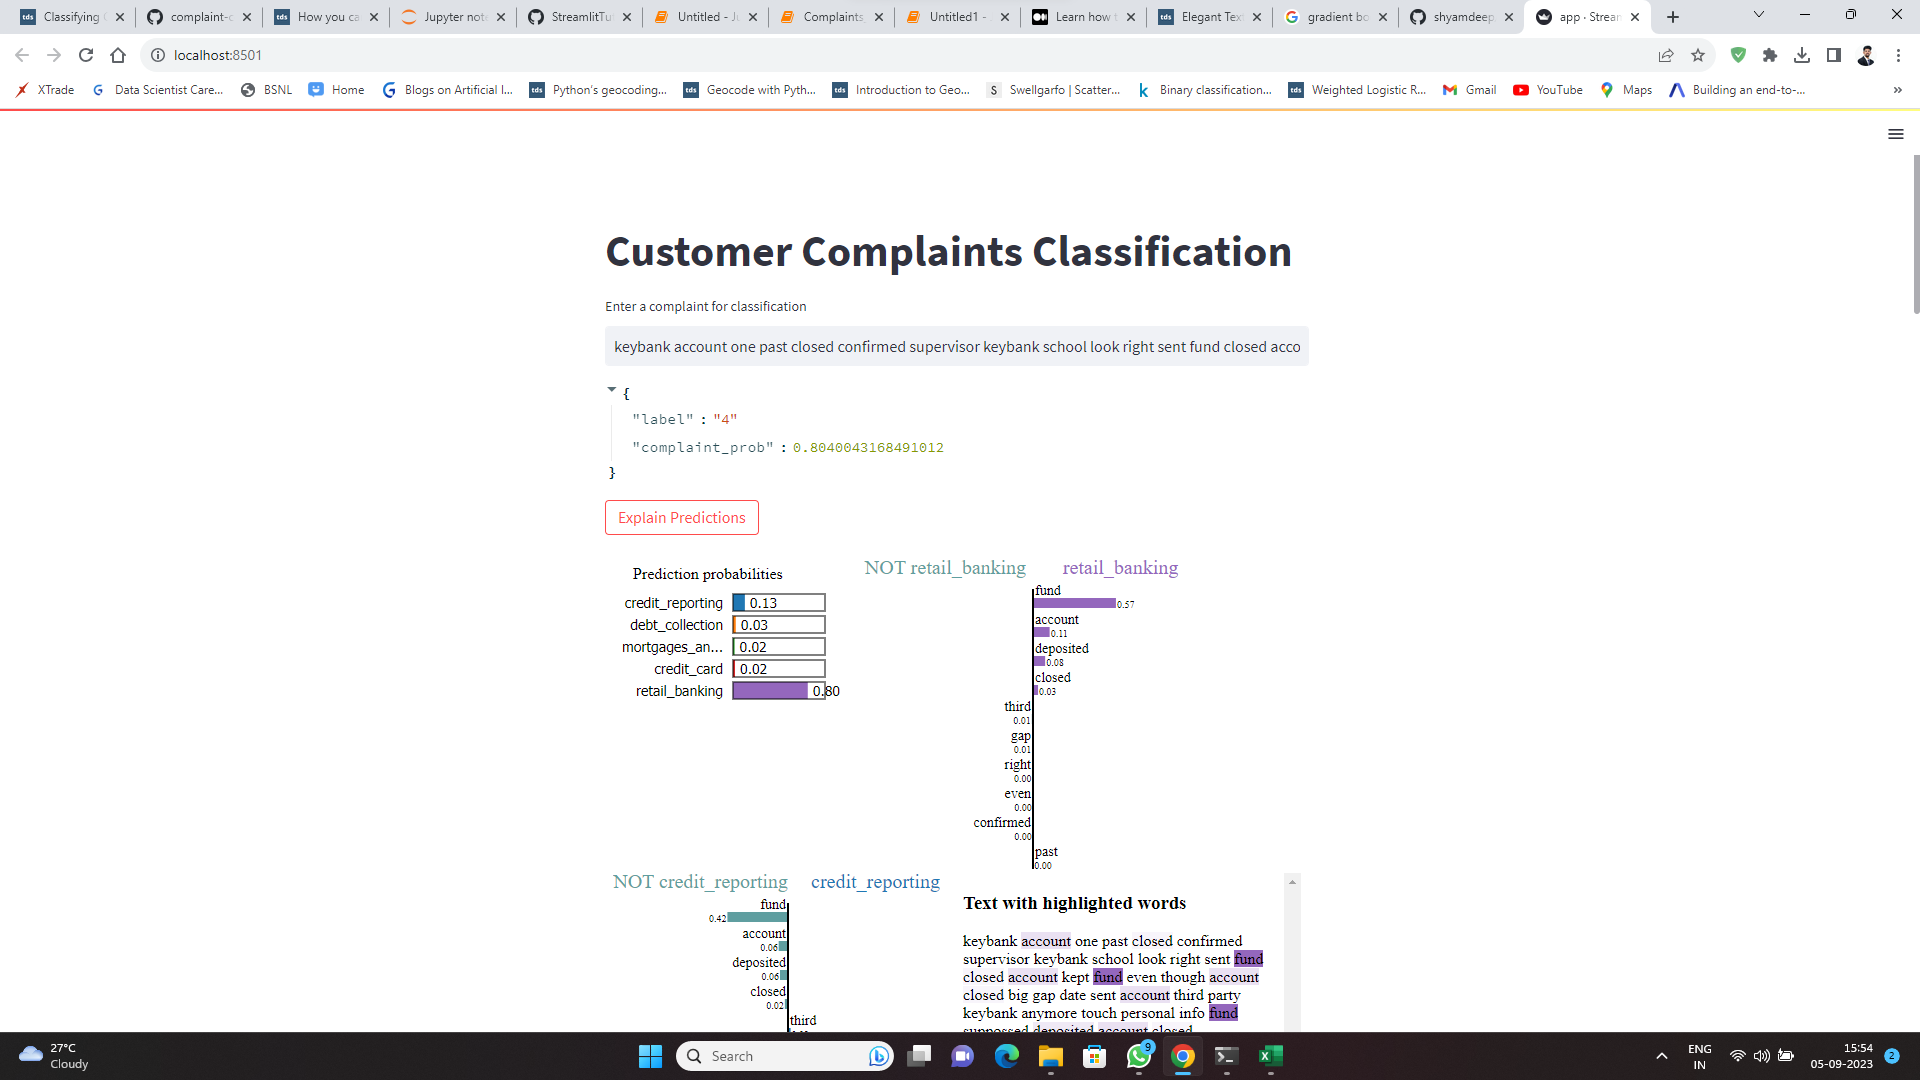 Classifying
complaint-c
How you ca
Jupyter note
StreamlitTu
Untitled - Ju
Complaints_
Untitled1 -
Learn how t
Elegant Tex
gradient bo
shyamdeep
app · Strea
localhost:8501
XTrade
Data Scientist Care...
BSNL
Home
Blogs on Artificial I...
Python's geocoding...
Geocode with Pyth...
Introduction to Geo...
Swellgarfo | Scatter...
Binary classification...
Weighted Logistic R...
Gmail
YouTube
Maps
Building an end-to-...
»
Customer Complaints Classification
Enter a complaint for classification
keybank account one past closed confirmed supervisor keybank school look right sent fund closed acco
{
"label" : "4"
"complaint_prob" : 0.8040043168491012
}
Explain Predictions
Prediction probabilities
credit_reporting 0.13
debt_collection 0.03
mortgages_an... 0.02
credit_card 0.02
retail_banking 0.80
NOT retail_banking retail_banking
fund
0.57
account
0.11
deposited
0.08
closed
0.03
third
0.01
gap
0.01
right
0.00
even
0.00
confirmed
0.00
past
0.00
NOT credit_reporting credit_reporting
fund
0.42
account
0.06
deposited
0.06
closed
0.02
third
Text with highlighted words
keybank account one past closed confirmed
supervisor keybank school look right sent fund
closed account kept fund even though account
closed big gap date sent account third party
keybank anymore touch personal info fund
suppossed deposited account closed
27°C
Cloudy
Search
9
ENG
IN
15:54
05-09-2023
2